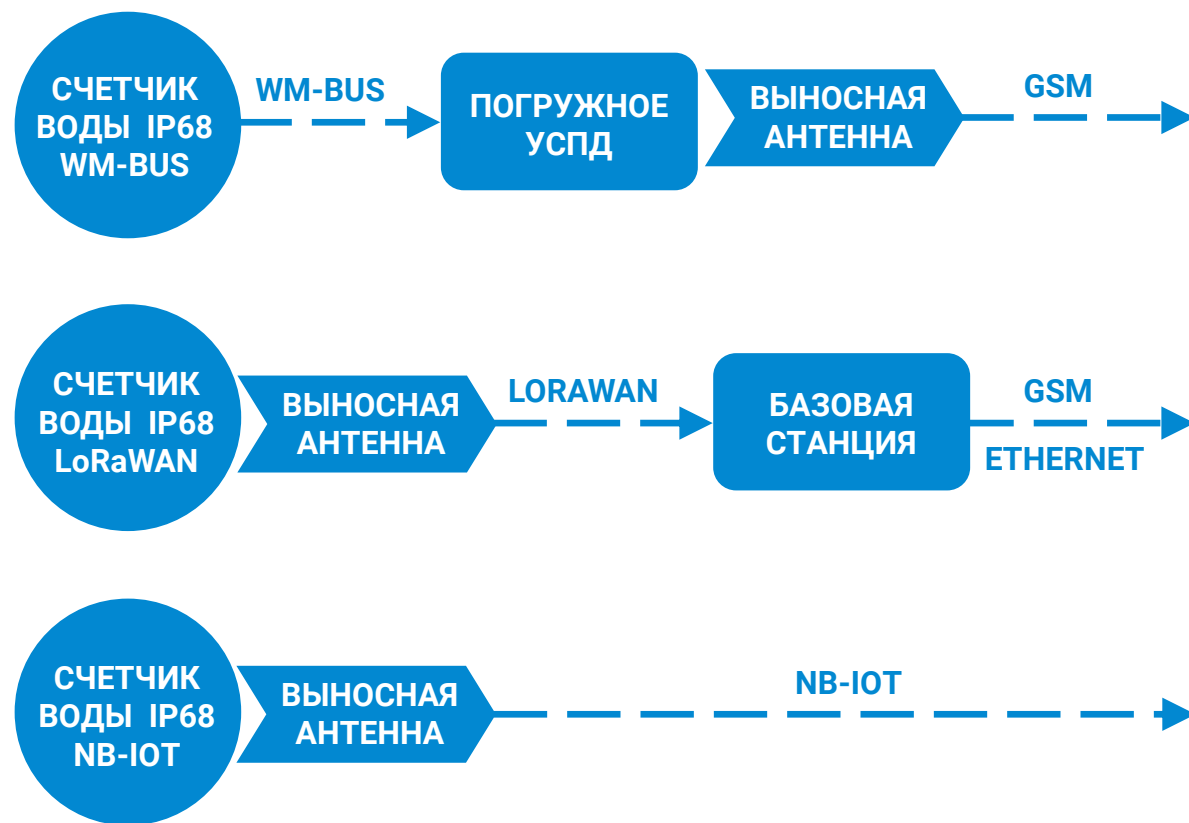 СЧЕТЧИК
ВОДЫ IP68
WM-BUS
WM-BUS
ПОГРУЖНОЕ
УСПД
ВЫНОСНАЯ
АНТЕННА
GSM
СЧЕТЧИК
ВОДЫ IP68
LoRaWAN
ВЫНОСНАЯ
АНТЕННА
LORAWAN
БАЗОВАЯ
СТАНЦИЯ
GSM
ETHERNET
СЧЕТЧИК
ВОДЫ IP68
NB-IOT
ВЫНОСНАЯ
АНТЕННА
NB-IOT